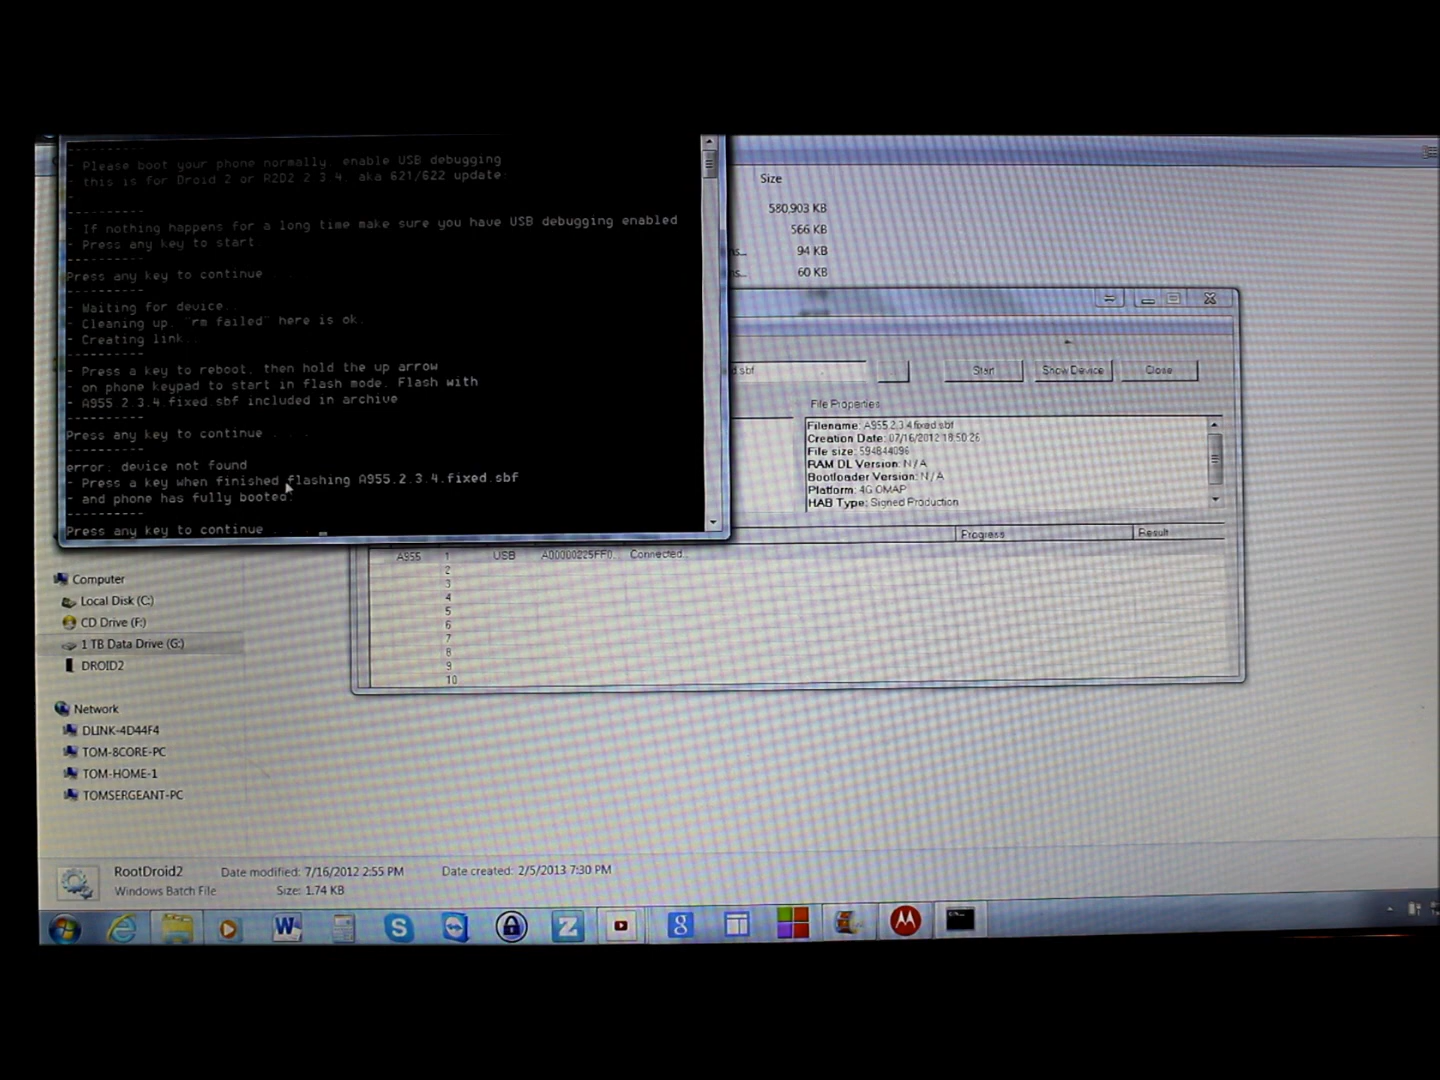 - Please boot your phone normally, enable USB debugging
- this is for Droid 2 or R2D2 2.3.4. aka 621/622 update:
-
----------
- If nothing happens for a long time make sure you have USB debugging enabled
- Press any key to start
----------
Press any key to continue . . .
----------
- Waiting for device..
- Cleaning up. "rm failed" here is ok.
- Creating link..
----------
- Press a key to reboot, then hold the up arrow
- on phone keypad to start in flash mode. Flash with
- A955.2.3.4.fixed.sbf included in archive
----------
Press any key to continue . . .
----------
error: device not found
- Press a key when finished flashing A955.2.3.4.fixed.sbf
- and phone has fully booted.
----------
Press any key to continue . . .
Size
580,903 KB
566 KB
94 KB
60 KB
Start
Show Device
Close
File Properties
Filename: A955.2.3.4.fixed.sbf
Creation Date: 07/16/2012 18:50:26
File size: 594844096
RAM DL Version: N/A
Bootloader Version: N/A
Platform: 4G OMAP
HAB Type: Signed Production
Progress
Result
A955 1 USB A00000225FF0.. Connected..
2
3
4
5
6
7
8
9
10
Computer
Local Disk (C:)
CD Drive (F:)
1 TB Data Drive (G:)
DROID2
Network
DLINK-4D44F4
TOM-8CORE-PC
TOM-HOME-1
TOMSERGEANT-PC
RootDroid2
Date modified: 7/16/2012 2:55 PM
Date created: 2/5/2013 7:30 PM
Windows Batch File
Size: 1.74 KB